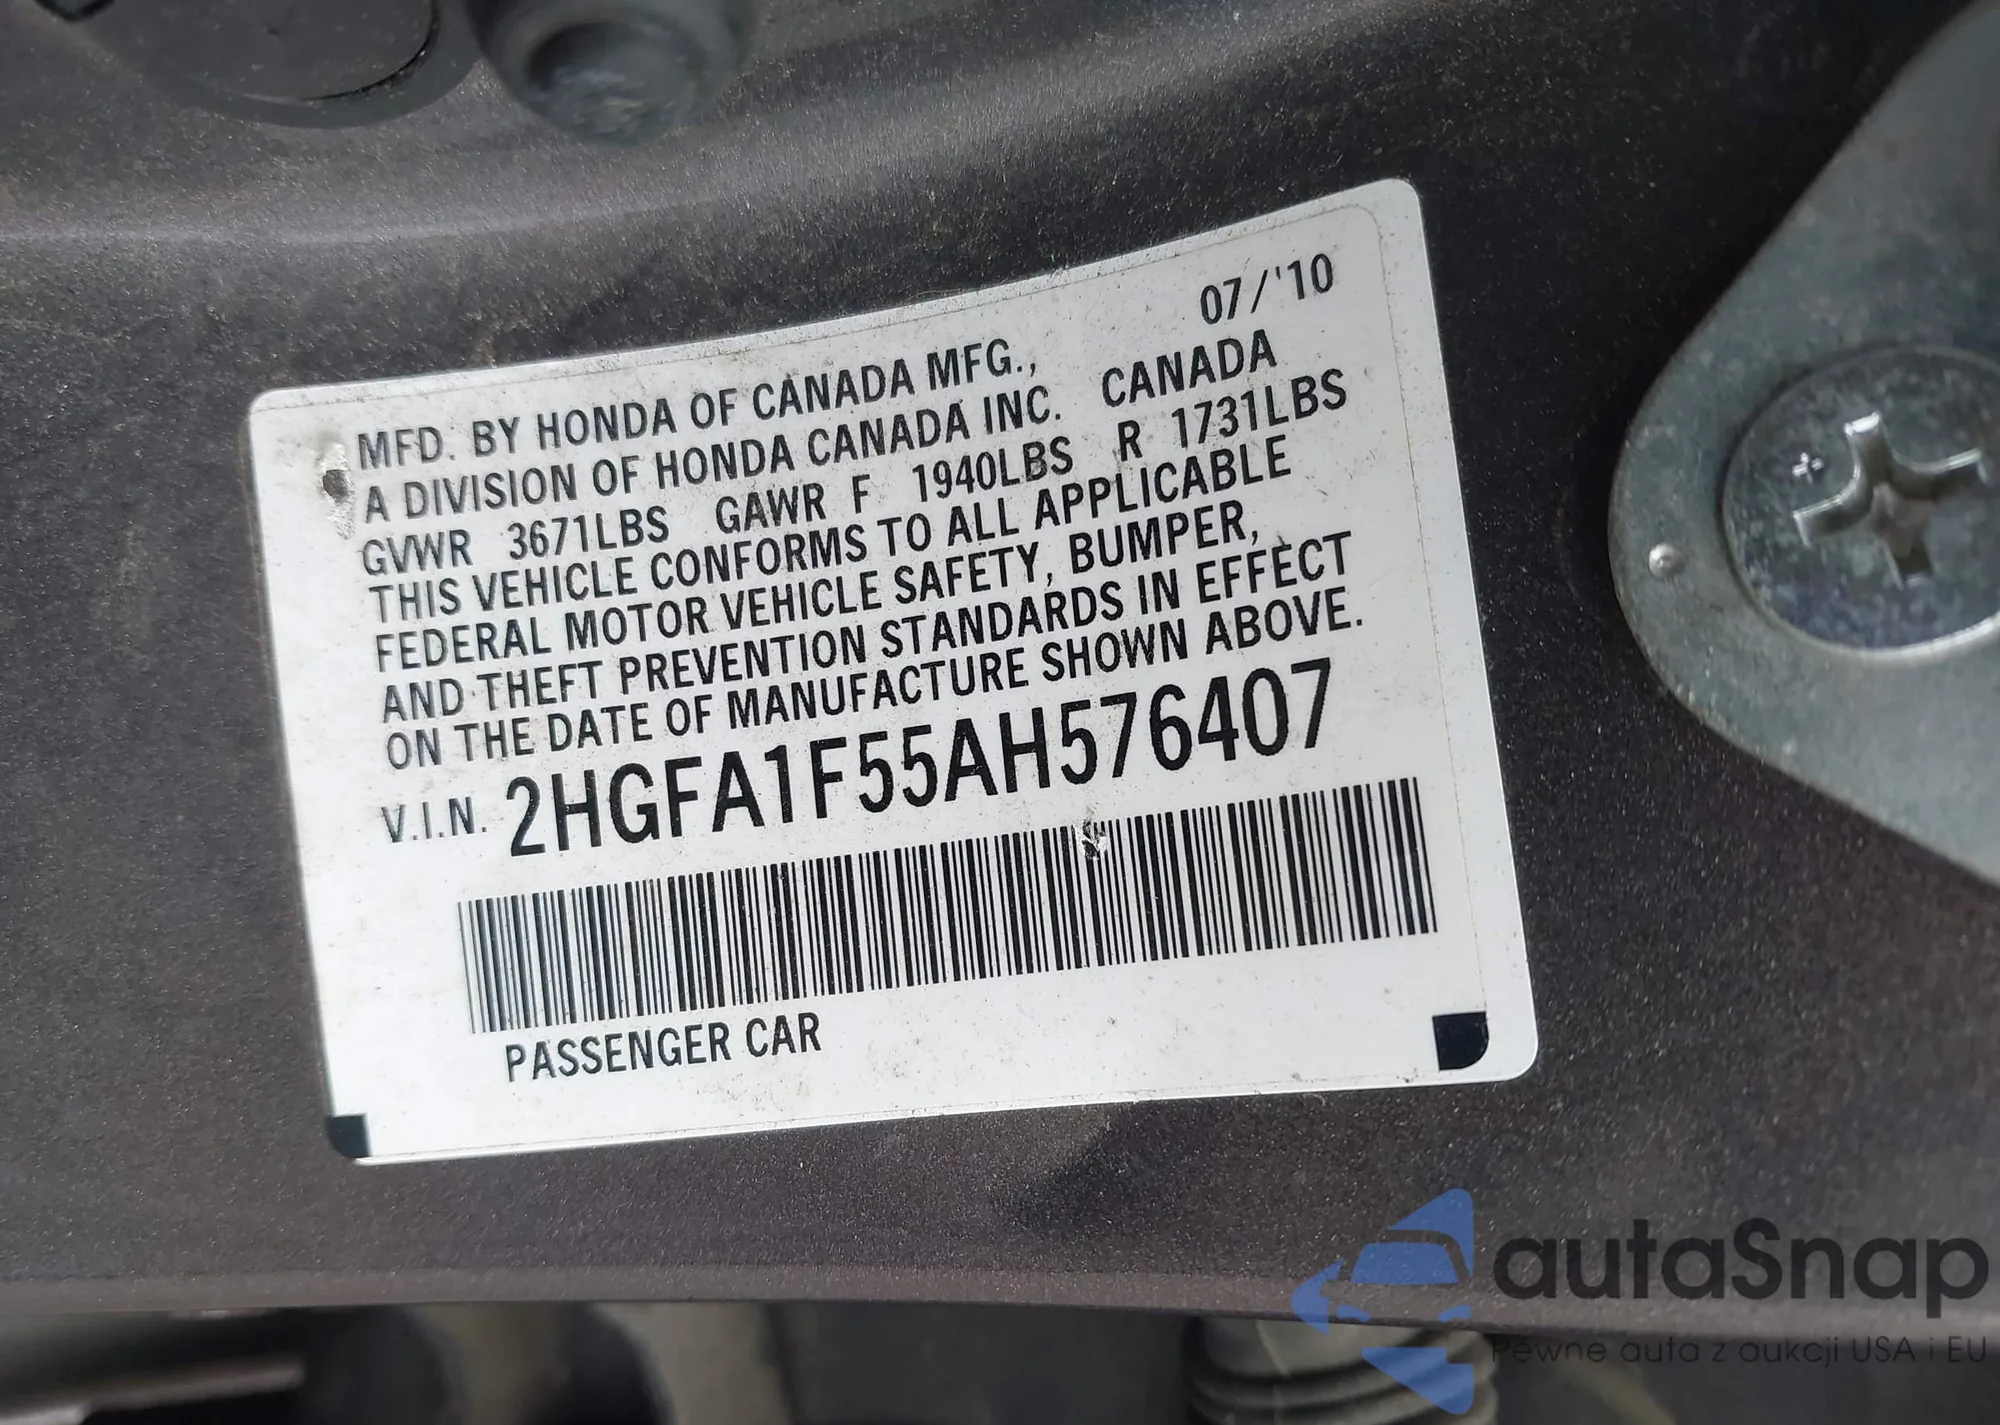 07/'10
MFD. BY HONDA OF CANADA MFG.,
A DIVISION OF HONDA CANADA INC. CANADA
GVWR 3671LBS GAWR F 1940LBS R 1731LBS
THIS VEHICLE CONFORMS TO ALL APPLICABLE
FEDERAL MOTOR VEHICLE SAFETY, BUMPER,
AND THEFT PREVENTION STANDARDS IN EFFECT
ON THE DATE OF MANUFACTURE SHOWN ABOVE.
V.I.N. 2HGFA1F55AH576407
PASSENGER CAR
autaSnap
Pewne auta z aukcji USA i EU